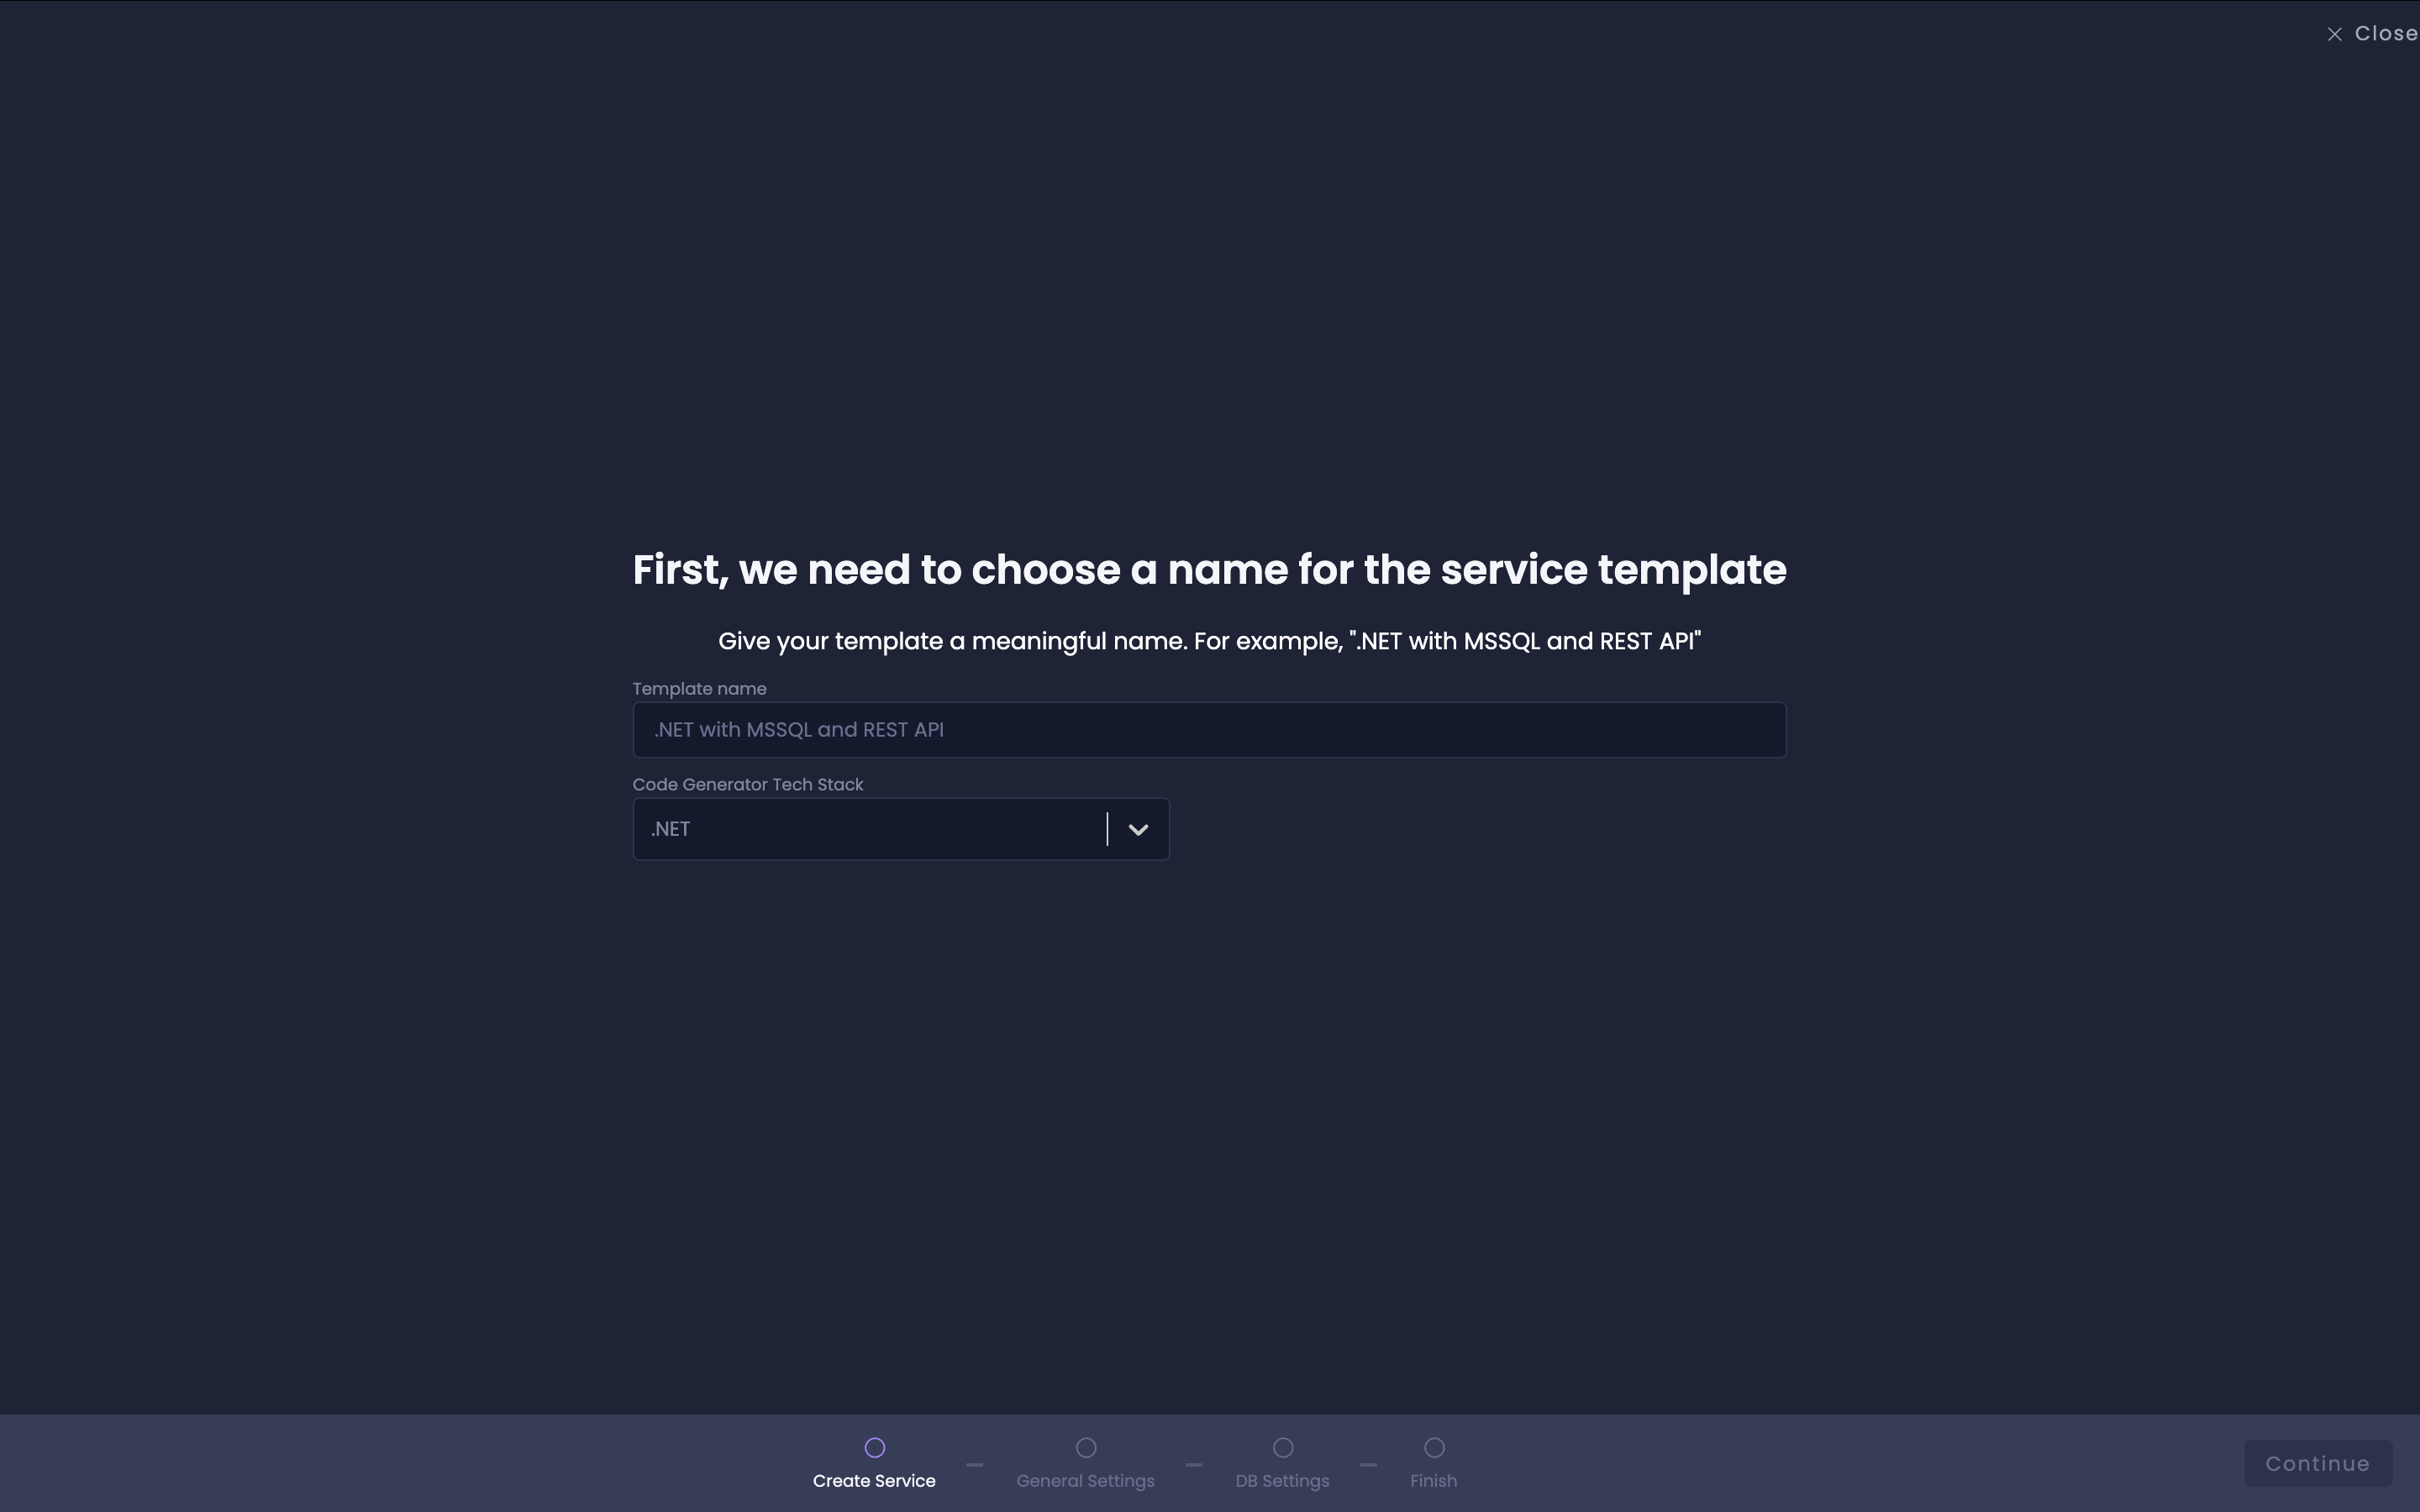 Close
First, we need to choose a name for the service template
Give your template a meaningful name. For example, ".NET with MSSQL and REST API"
Template name
.NET with MSSQL and REST API
Code Generator Tech Stack
.NET
Create Service
General Settings
DB Settings
Finish
Continue